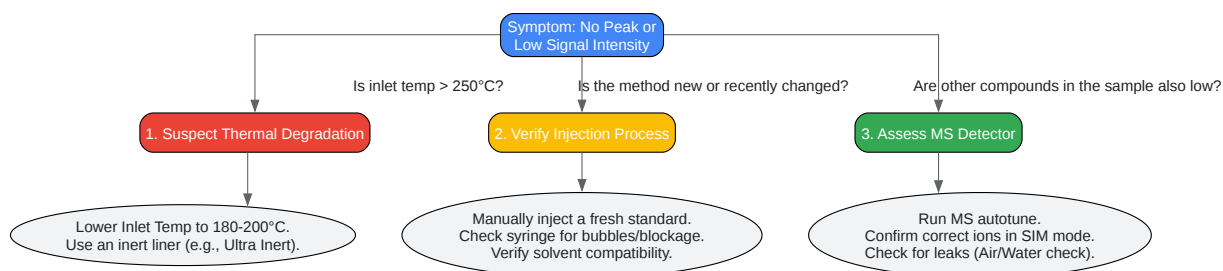 Symptom: No Peak or
Low Signal Intensity
Is inlet temp > 250°C?
Is the method new or recently changed?
Are other compounds in the sample also low?
1. Suspect Thermal Degradation
2. Verify Injection Process
3. Assess MS Detector
Lower Inlet Temp to 180-200°C.
Use an inert liner (e.g., Ultra Inert).
Manually inject a fresh standard.
Check syringe for bubbles/blockage.
Verify solvent compatibility.
Run MS autotune.
Confirm correct ions in SIM mode.
Check for leaks (Air/Water check).